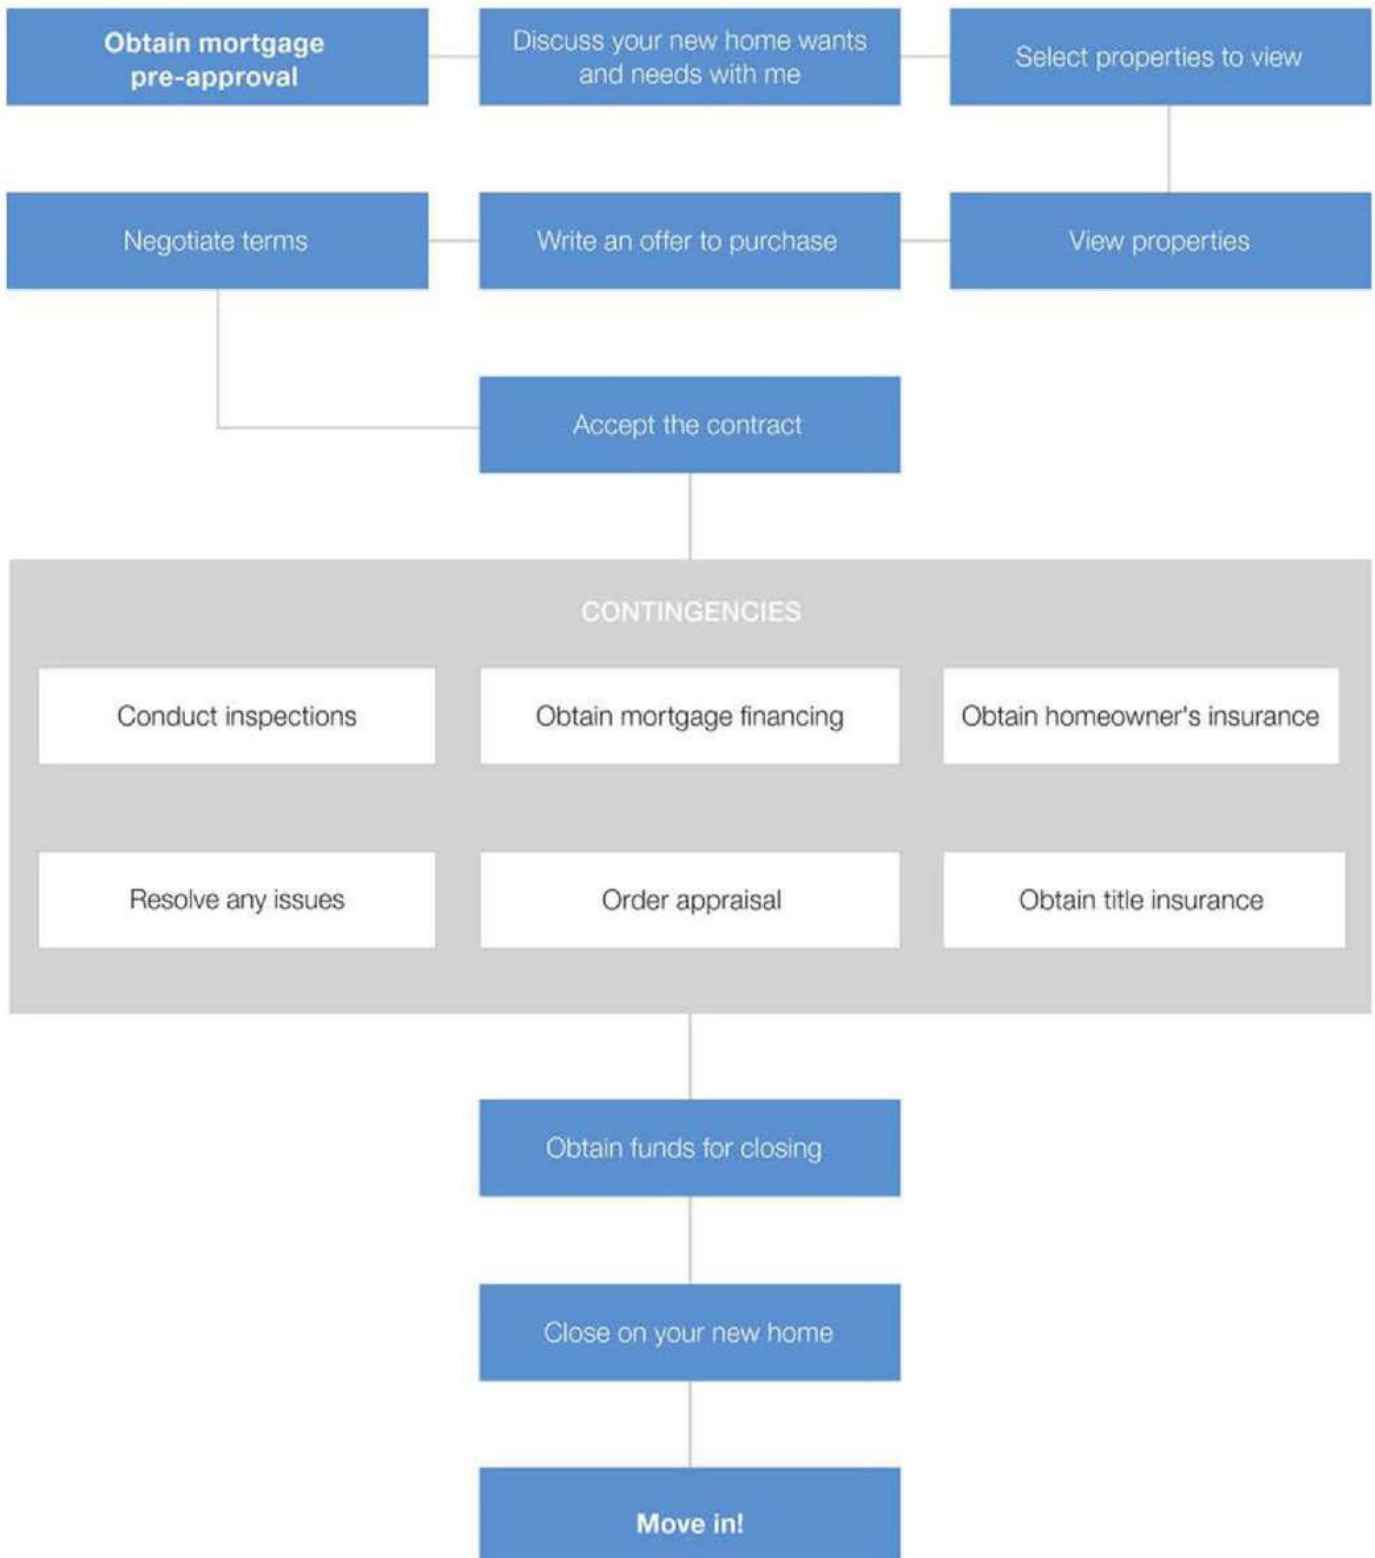 Obtain mortgage
pre-approval
Discuss your new home wants
and needs with me
Select properties to view
View properties
Write an offer to purchase
Negotiate terms
Accept the contract
CONTINGENCIES
Conduct inspections
Obtain mortgage financing
Obtain homeowner's insurance
Resolve any issues
Order appraisal
Obtain title insurance
Obtain funds for closing
Close on your new home
Move in!